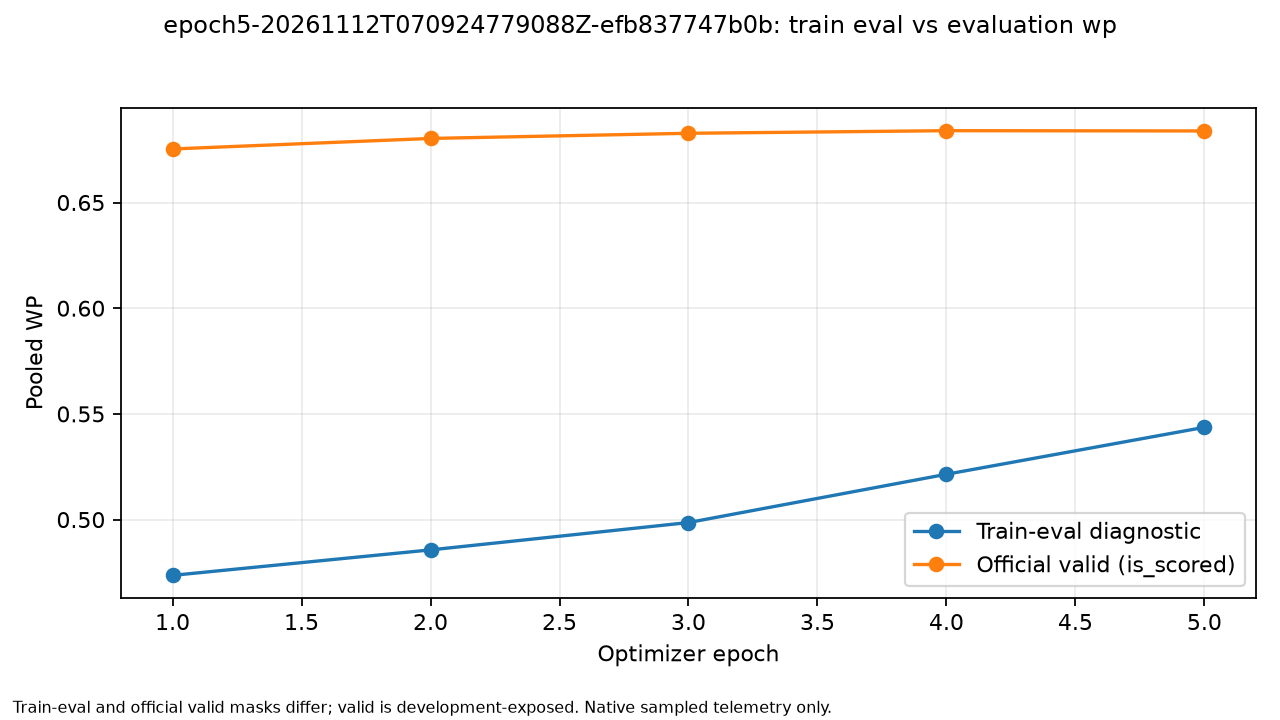 epoch5-20261112T070924779088Z-efb837747b0b: train eval vs evaluation wp
Pooled WP
0.65
0.60
0.55
0.50
Train-eval diagnostic
Official valid (is_scored)
1.0 1.5 2.0 2.5 3.0 3.5 4.0 4.5 5.0
Optimizer epoch
Train-eval and official valid masks differ; valid is development-exposed. Native sampled telemetry only.